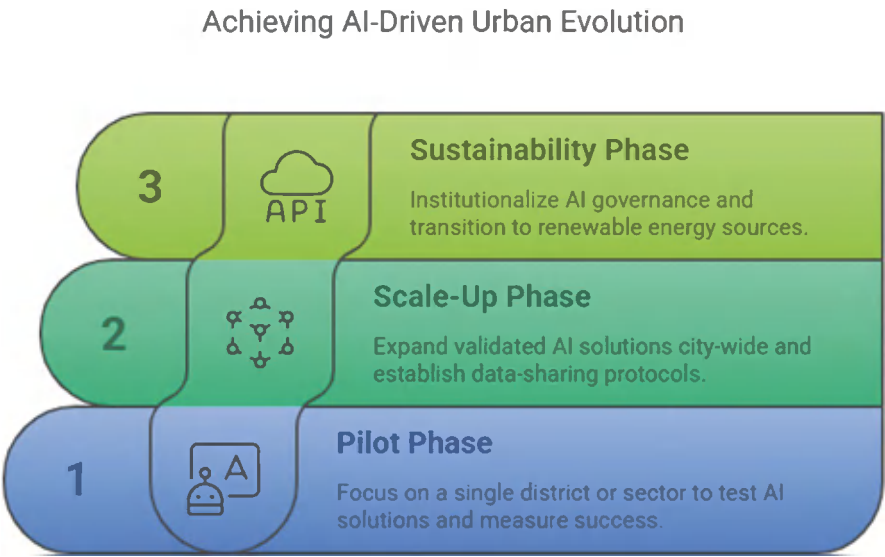 Achieving AI-Driven Urban Evolution
3
API
Sustainability Phase
Institutionalize AI governance and
transition to renewable energy sources.
2
Scale-Up Phase
Expand validated AI solutions city-wide and
establish data-sharing protocols.
1
A
Pilot Phase
Focus on a single district or sector to test AI
solutions and measure success.